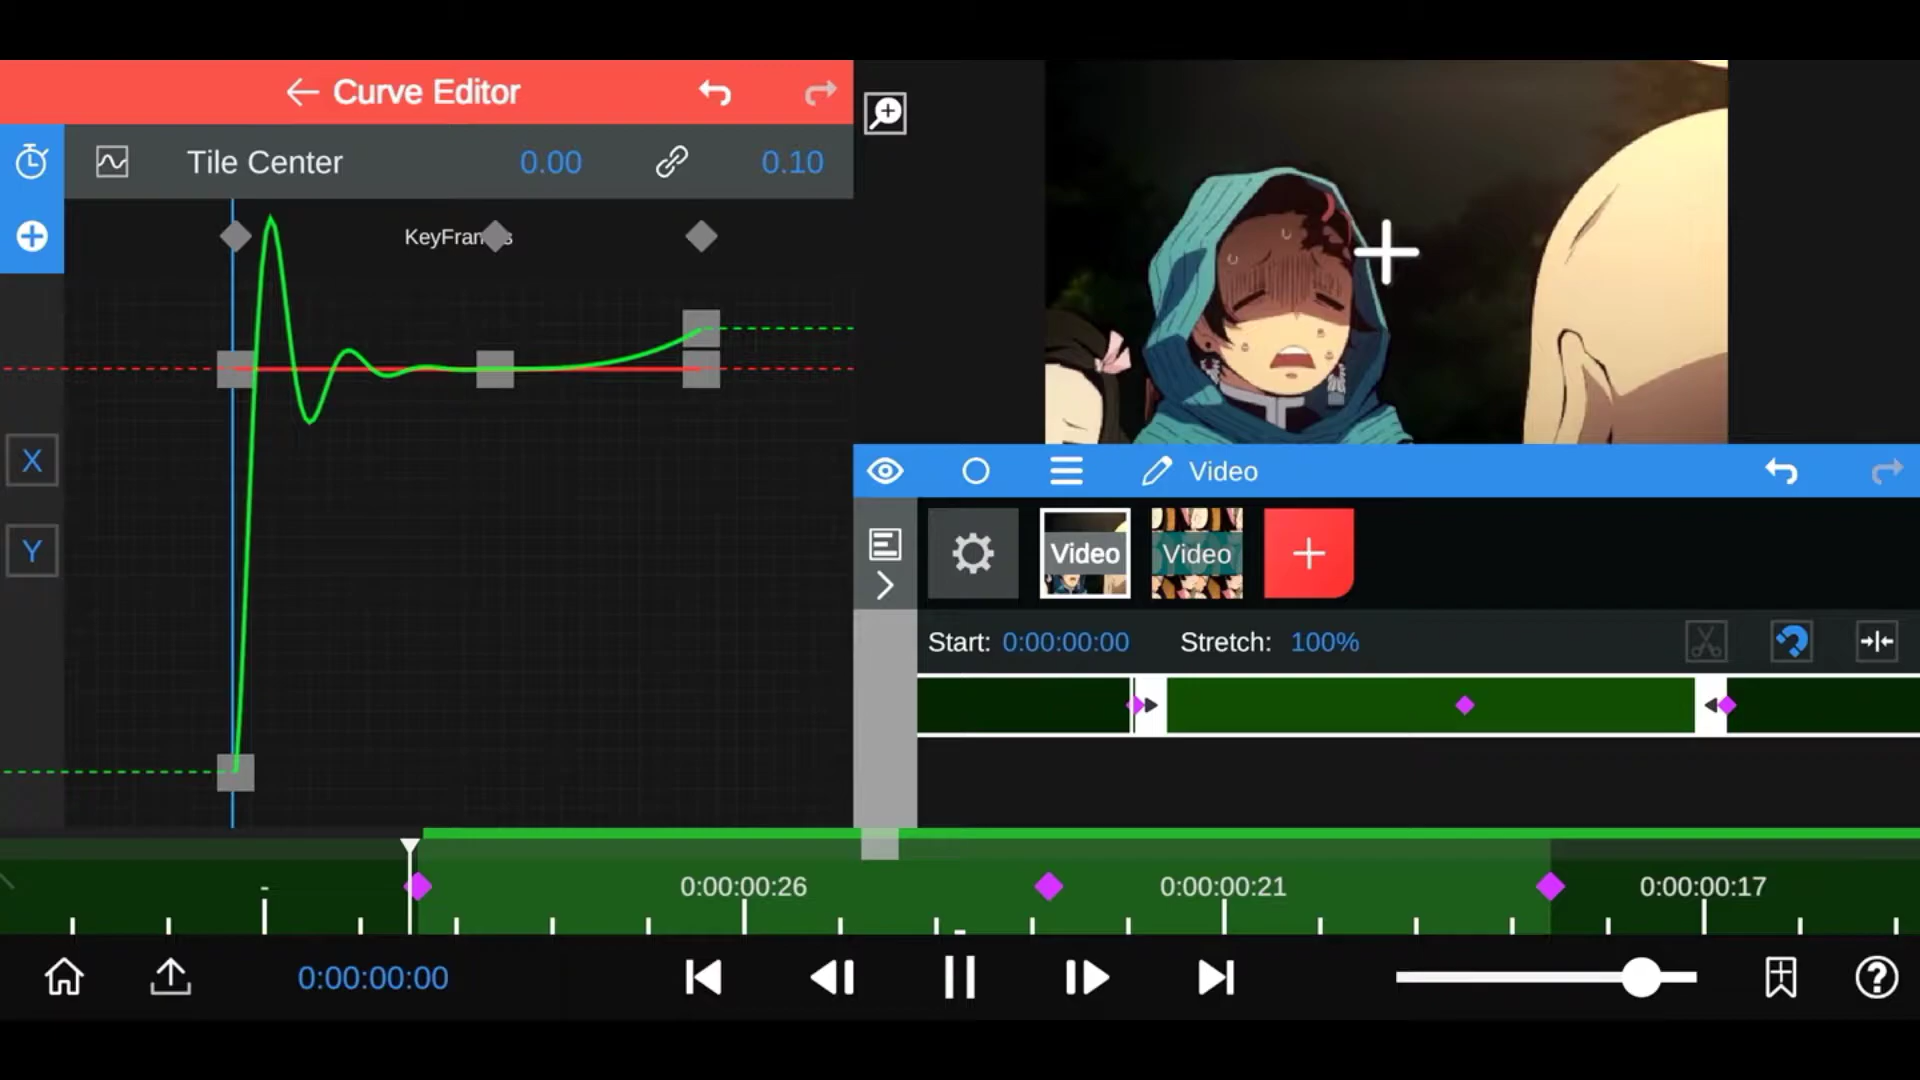 Curve Editor
Tile Center 0.00 0.10
X
Y
Video
Video Video
Start: 0:00:00:00 Stretch: 100%
0:00:00:26 0:00:00:21 0:00:00:17
0:00:00:00